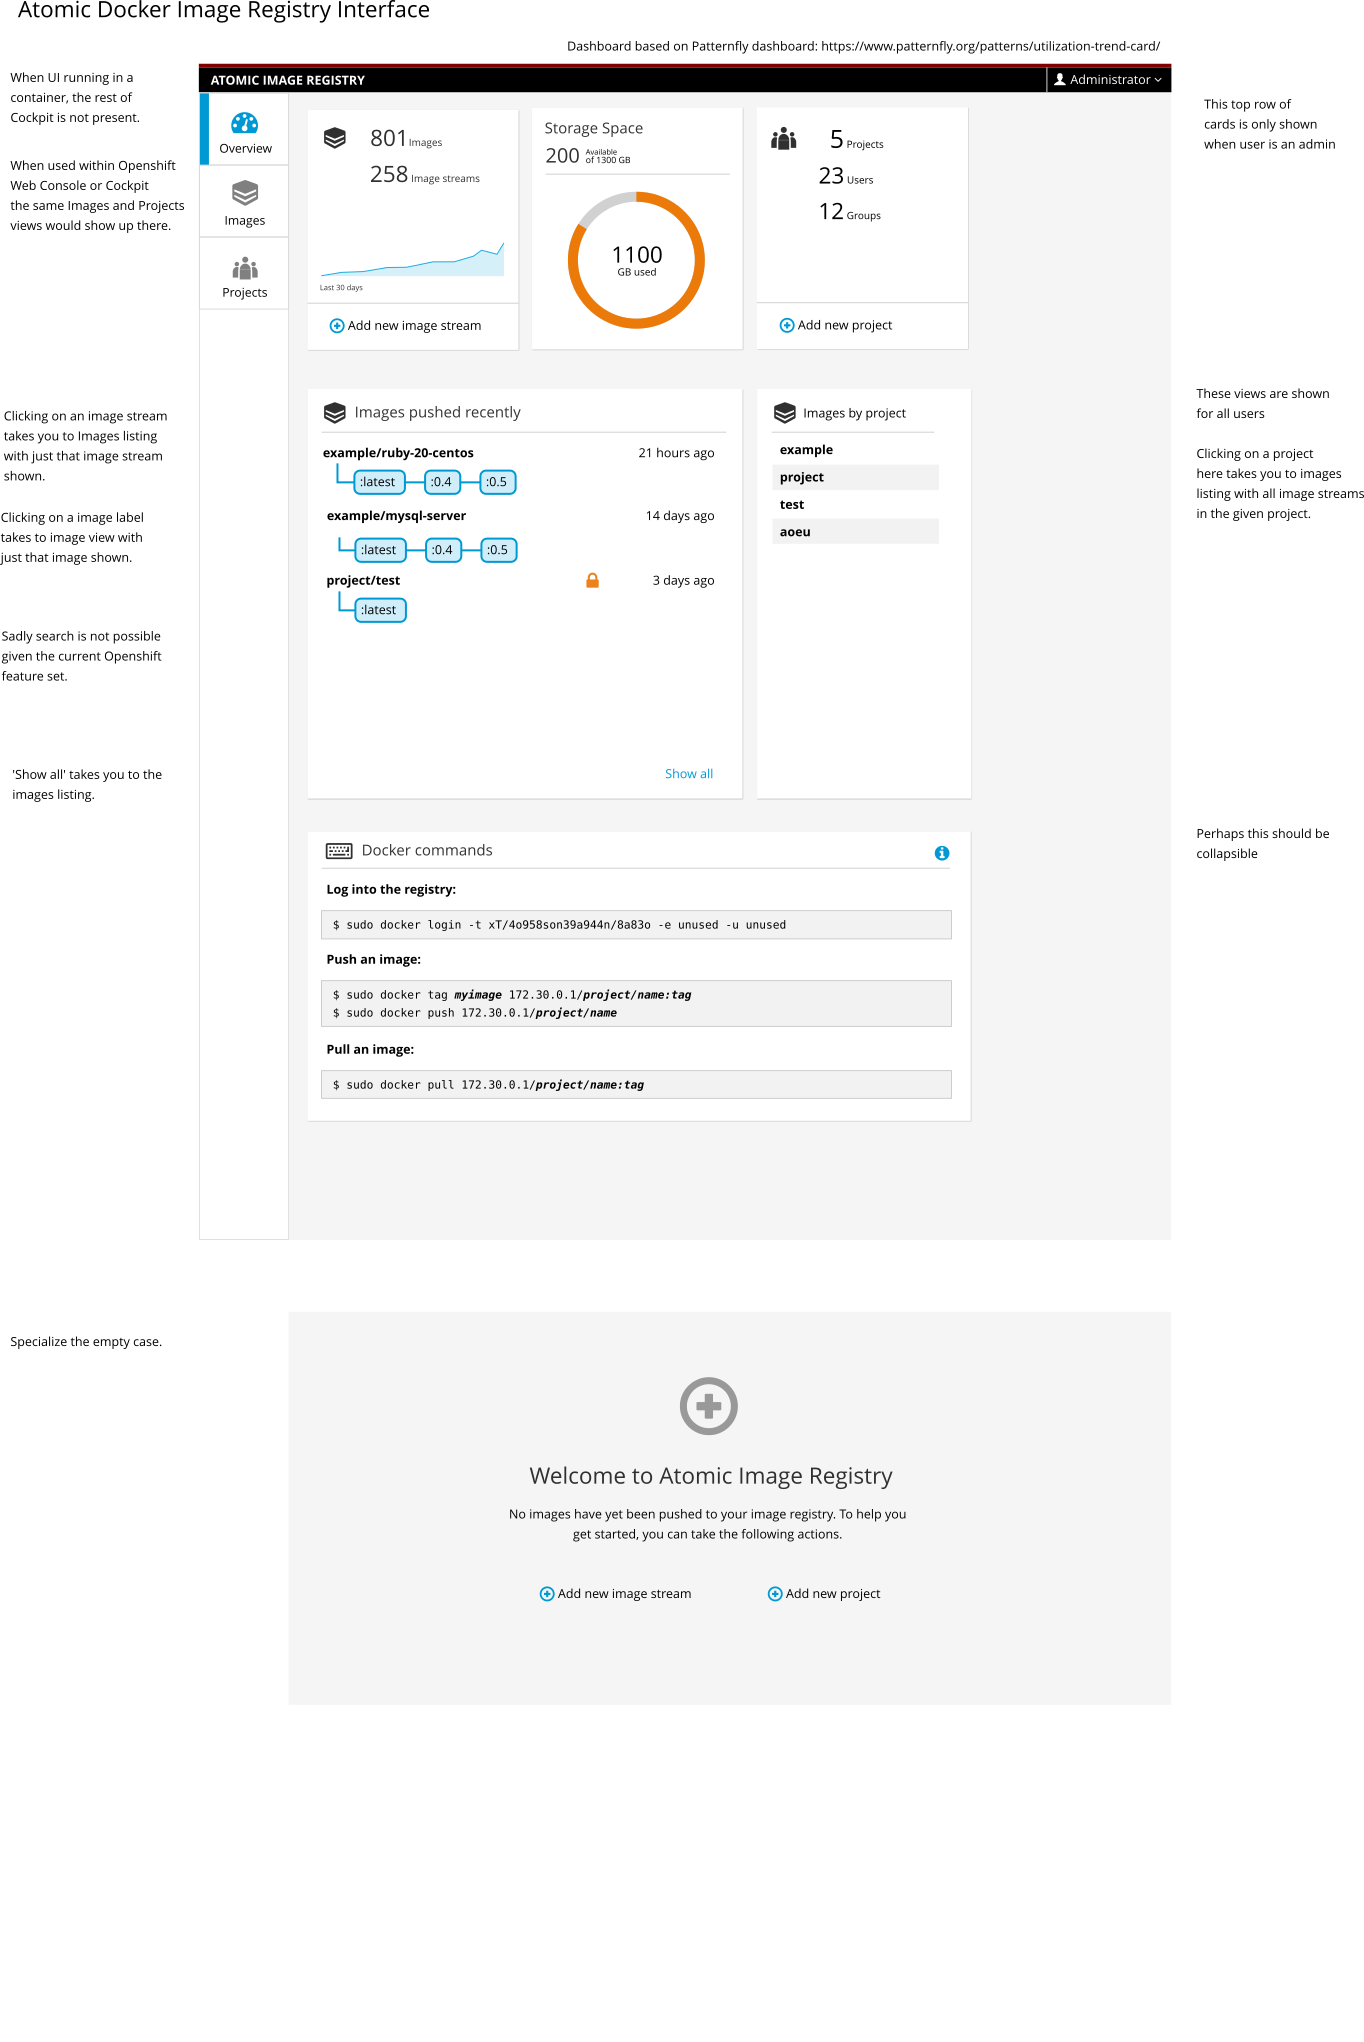 Atomic Docker Image Registry Interface
Dashboard based on Patternfly dashboard: https://www.patternfly.org/patterns/utilization-trend-card/
When UI running in a
container, the rest of
Cockpit is not present.
When used within Openshift
Web Console or Cockpit
the same Images and Projects
views would show up there.
ATOMIC IMAGE REGISTRY
Administrator
Overview
Images
Projects
801 Images
258 Image streams
Last 30 days
Add new image stream
Storage Space
200 Available
of 1300 GB
1100
GB used
5 Projects
23 Users
12 Groups
Add new project
This top row of
cards is only shown
when user is an admin
Clicking on an image stream
takes you to Images listing
with just that image stream
shown.
Clicking on a image label
takes to image view with
just that image shown.
Sadly search is not possible
given the current Openshift
feature set.
'Show all' takes you to the
images listing.
Images pushed recently
example/ruby-20-centos 21 hours ago
:latest :0.4 :0.5
example/mysql-server 14 days ago
:latest :0.4 :0.5
project/test 3 days ago
:latest
Show all
Images by project
example
project
test
aoeu
These views are shown
for all users
Clicking on a project
here takes you to images
listing with all image streams
in the given project.
Docker commands
Log into the registry:
$ sudo docker login -t xT/4o958son39a944n/8a83o -e unused -u unused
Push an image:
$ sudo docker tag myimage 172.30.0.1/project/name:tag
$ sudo docker push 172.30.0.1/project/name
Pull an image:
$ sudo docker pull 172.30.0.1/project/name:tag
Perhaps this should be
collapsible
Specialize the empty case.
Welcome to Atomic Image Registry
No images have yet been pushed to your image registry. To help you
get started, you can take the following actions.
Add new image stream
Add new project